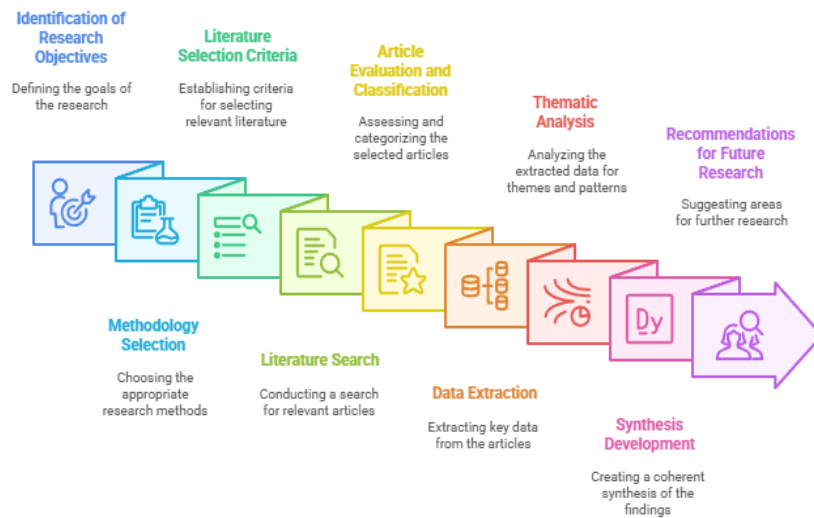 Identification of
Research
Objectives
Defining the goals of
the research
Methodology
Selection
Choosing the
appropriate
research methods
Literature
Selection Criteria
Establishing criteria
for selecting
relevant literature
Literature Search
Conducting a search
for relevant articles
Article
Evaluation and
Classification
Assessing and
categorizing the
selected articles
Data Extraction
Extracting key data
from the articles
Thematic
Analysis
Analyzing the
extracted data for
themes and patterns
Dy
Synthesis
Development
Creating a coherent
synthesis of the
findings
Recommendations
for Future
Research
Suggesting areas
for further research